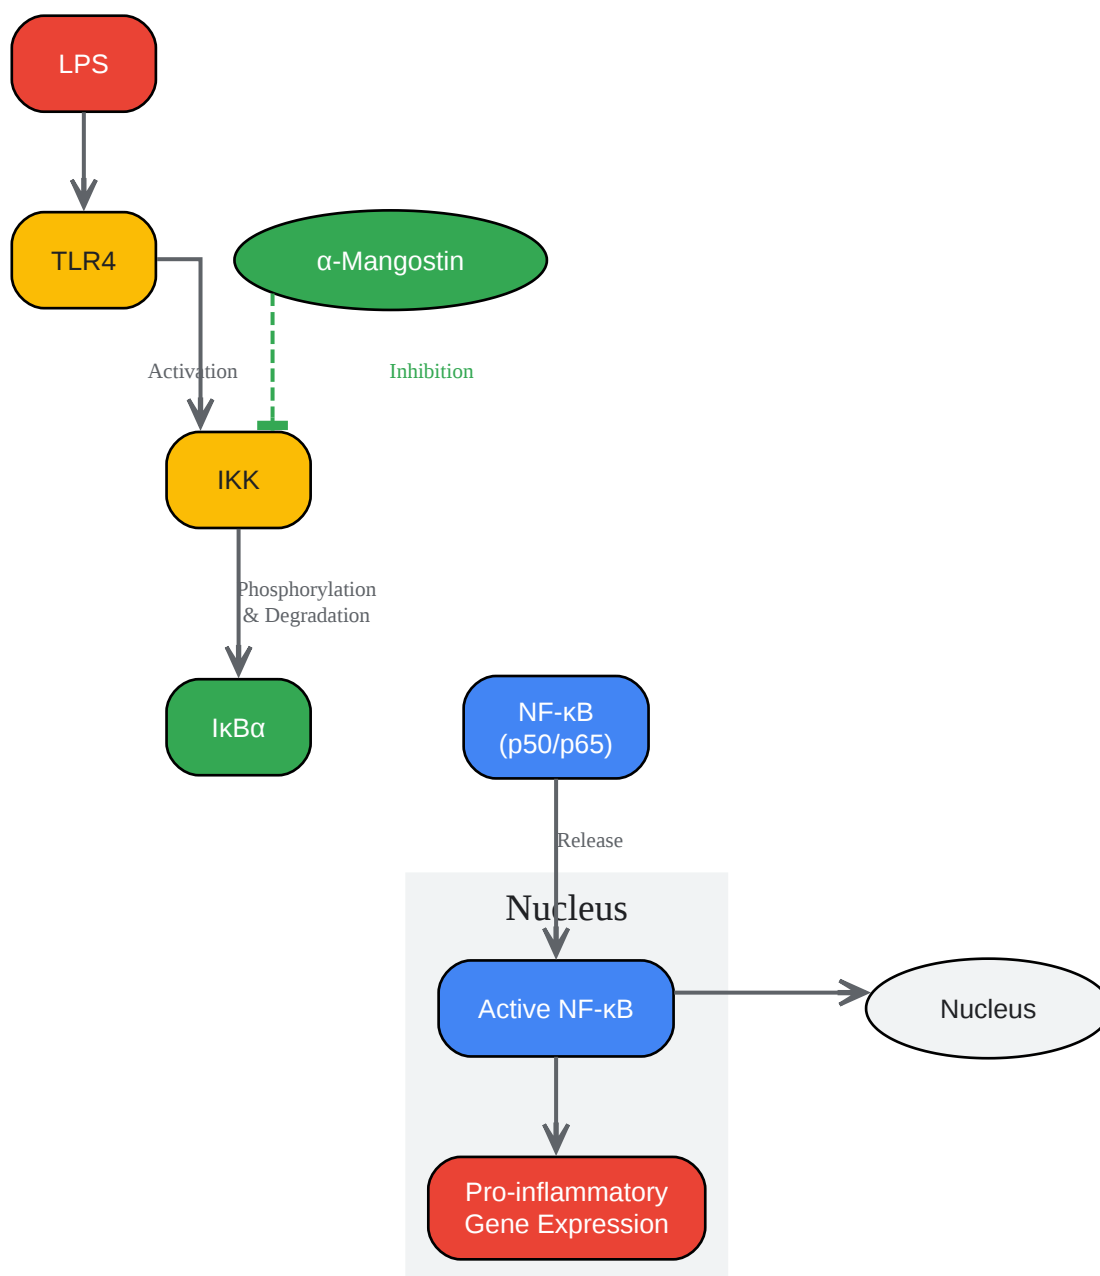 LPS
TLR4
α-Mangostin
Activation
Inhibition
IKK
Phosphorylation
& Degradation
IκBα
NF-κB
(p50/p65)
Release
Nucleus
Active NF-κB
Nucleus
Pro-inflammatory
Gene Expression